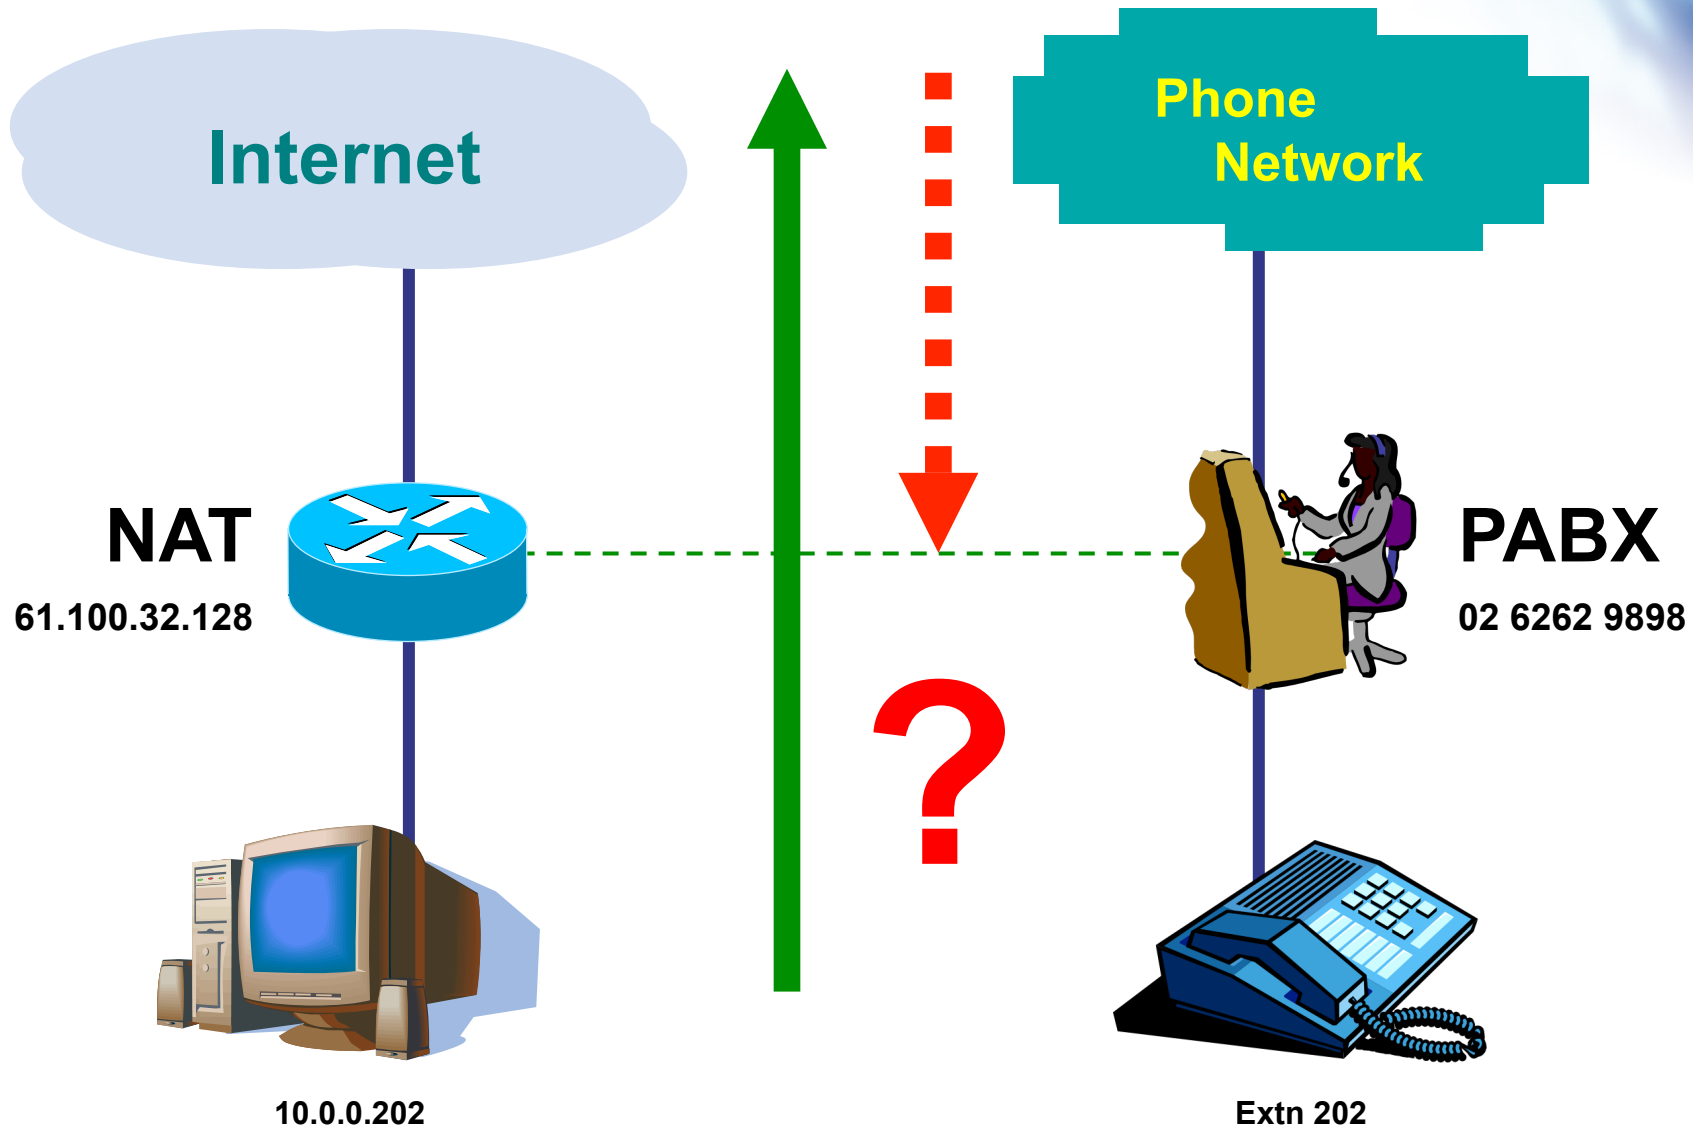 Internet
Phone
Network
NAT
61.100.32.128
PABX
02 6262 9898
?
10.0.0.202
Extn 202